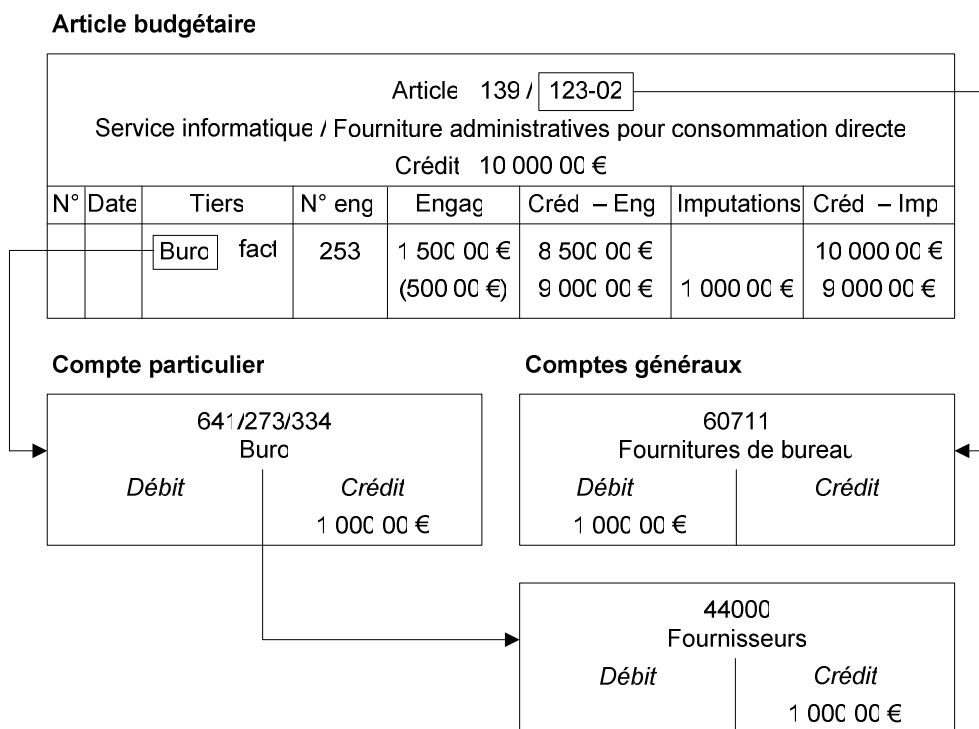 Article budgétaire
Article 139 / 123-02
Service informatique / Fourniture administratives pour consommation directe
Crédit 10 000 00 €
N° Date Tiers N° eng Engag Créd – Eng Imputations Créd – Imp
Buro fact 253 1 500 00 € 8 500 00 € 10 000 00 €
(500 00 €) 9 000 00 € 1 000 00 € 9 000 00 €
Compte particulier Comptes généraux
641/273/334
Buro
Débit Crédit
1 000 00 €
60711
Fournitures de bureau
Débit Crédit
1 000 00 €
44000
Fournisseurs
Débit Crédit
1 000 00 €